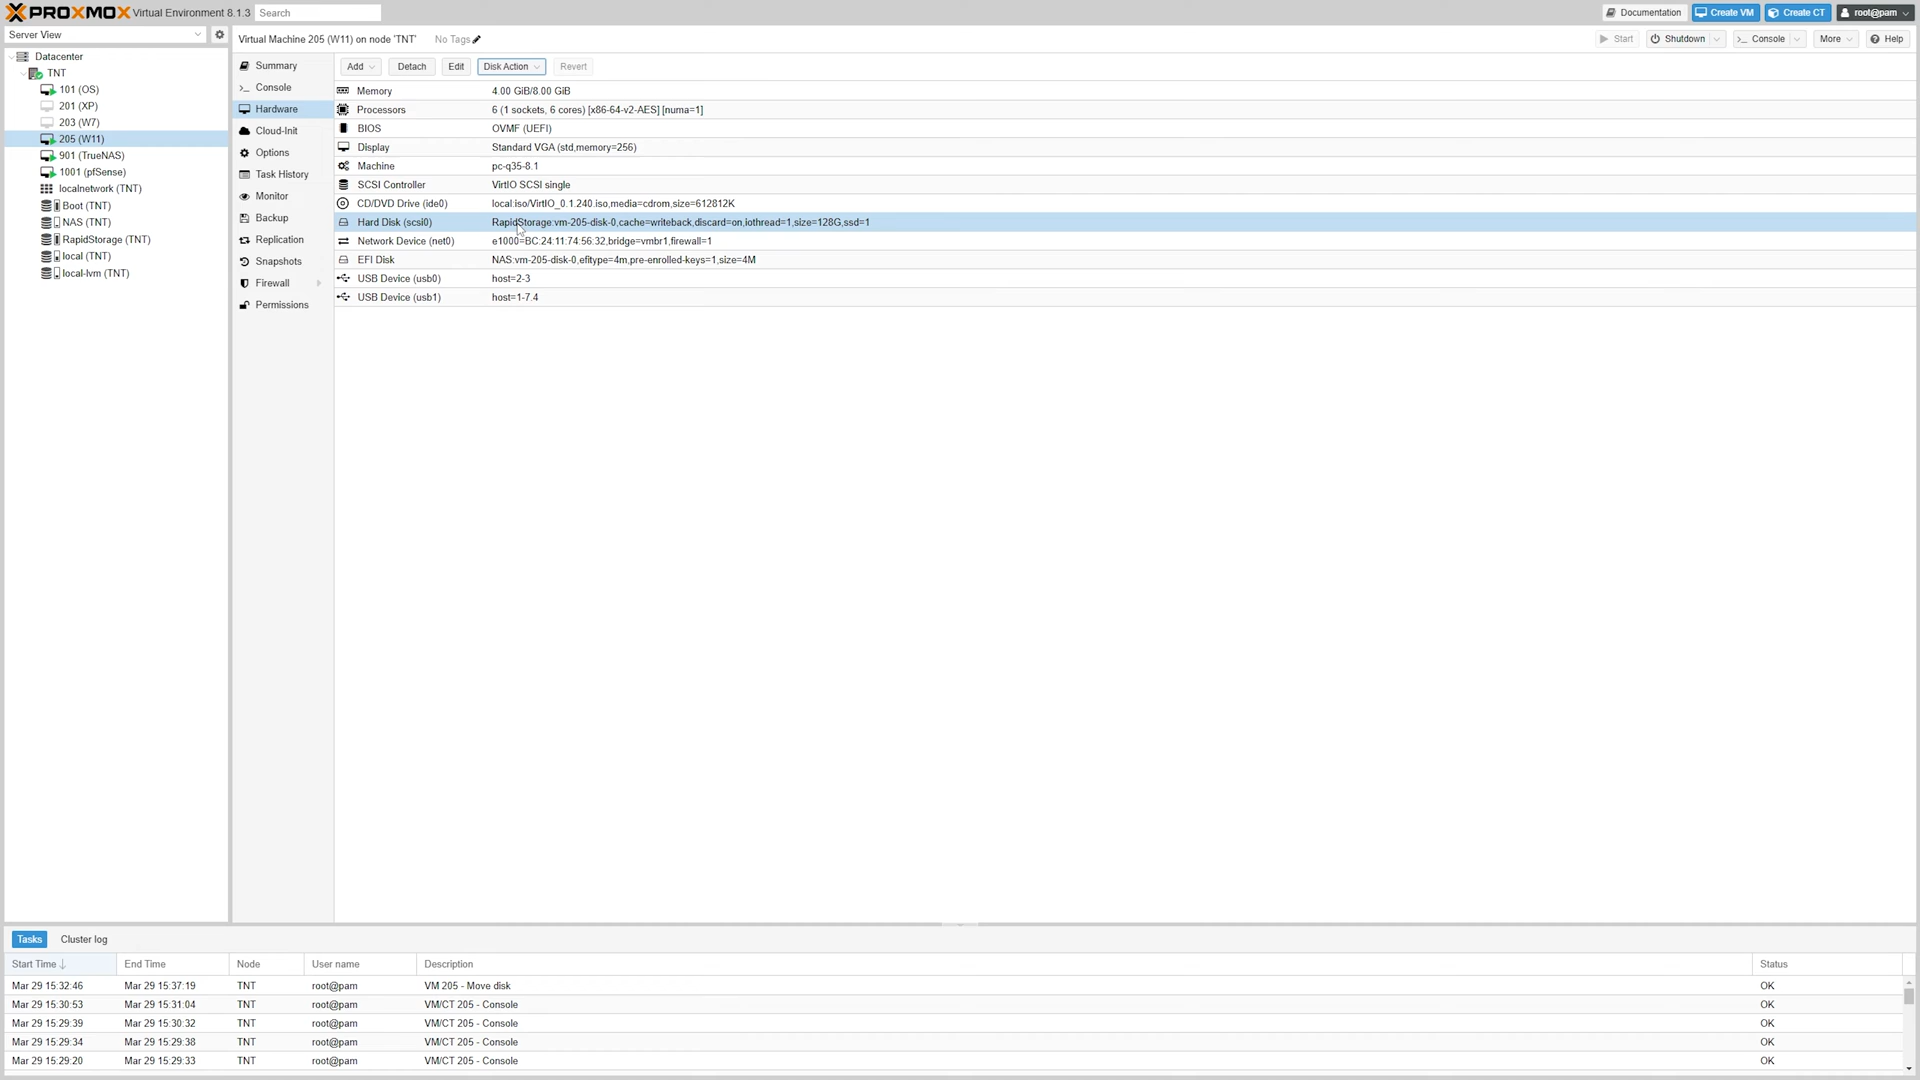 PROXMOX Virtual Environment 8.1.3 Search Documentation Create VM Create CT root@pam
Server View
Virtual Machine 205 (W11) on node 'TNT' No Tags Start Shutdown >_ Console More Help
Datacenter
TNT
101 (OS)
201 (XP)
203 (W7)
205 (W11)
901 (TrueNAS)
1001 (pfSense)
localnetwork (TNT)
Boot (TNT)
NAS (TNT)
RapidStorage (TNT)
local (TNT)
local-lvm (TNT)
Summary
>_ Console
Hardware
Cloud-Init
Options
Task History
Monitor
Backup
Replication
Snapshots
Firewall
Permissions
Add Detach Edit Disk Action Revert
Memory 4.00 GiB/8.00 GiB
Processors 6 (1 sockets, 6 cores) [x86-64-v2-AES] [numa=1]
BIOS OVMF (UEFI)
Display Standard VGA (std,memory=256)
Machine pc-q35-8.1
SCSI Controller VirtIO SCSI single
CD/DVD Drive (ide0) local:iso/VirtIO_0.1.240.iso,media=cdrom,size=612812K
Hard Disk (scsi0) RapidStorage:vm-205-disk-0,cache=writeback,discard=on,iothread=1,size=128G,ssd=1
Network Device (net0) e1000=BC:24:11:74:56:32,bridge=vmbr1,firewall=1
EFI Disk NAS:vm-205-disk-0,efitype=4m,pre-enrolled-keys=1,size=4M
USB Device (usb0) host=2-3
USB Device (usb1) host=1-7.4
Tasks Cluster log
Start Time End Time Node User name Description Status
Mar 29 15:32:46 Mar 29 15:37:19 TNT root@pam VM 205 - Move disk OK
Mar 29 15:30:53 Mar 29 15:31:04 TNT root@pam VM/CT 205 - Console OK
Mar 29 15:29:39 Mar 29 15:30:32 TNT root@pam VM/CT 205 - Console OK
Mar 29 15:29:34 Mar 29 15:29:38 TNT root@pam VM/CT 205 - Console OK
Mar 29 15:29:20 Mar 29 15:29:33 TNT root@pam VM/CT 205 - Console OK